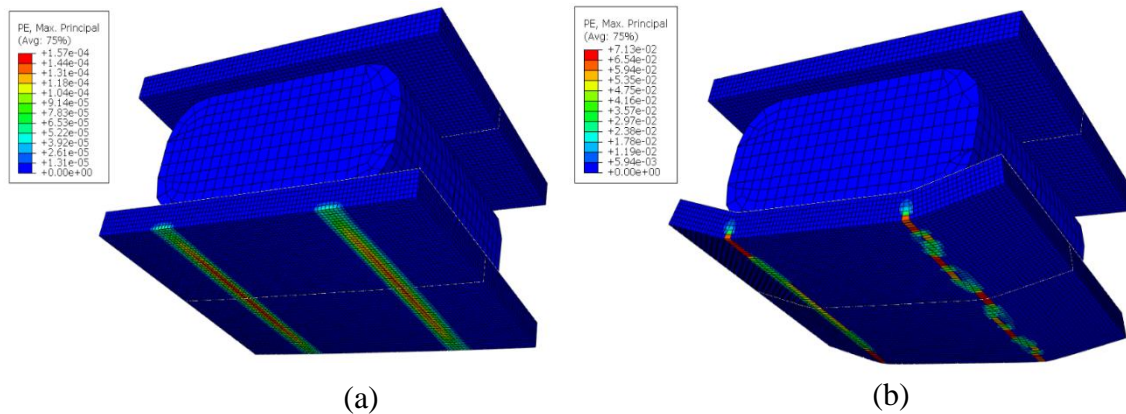 PE, Max. Principal
(Avg: 75%)
+1.57e-04
+1.44e-04
+1.31e-04
+1.18e-04
+1.04e-04
+9.14e-05
+7.83e-05
+6.53e-05
+5.22e-05
+3.92e-05
+2.61e-05
+1.31e-05
+0.00e+00
PE, Max. Principal
(Avg: 75%)
+7.13e-02
+6.54e-02
+5.94e-02
+5.35e-02
+4.75e-02
+4.16e-02
+3.57e-02
+2.97e-02
+2.38e-02
+1.78e-02
+1.19e-02
+5.94e-03
+0.00e+00
(a)
(b)